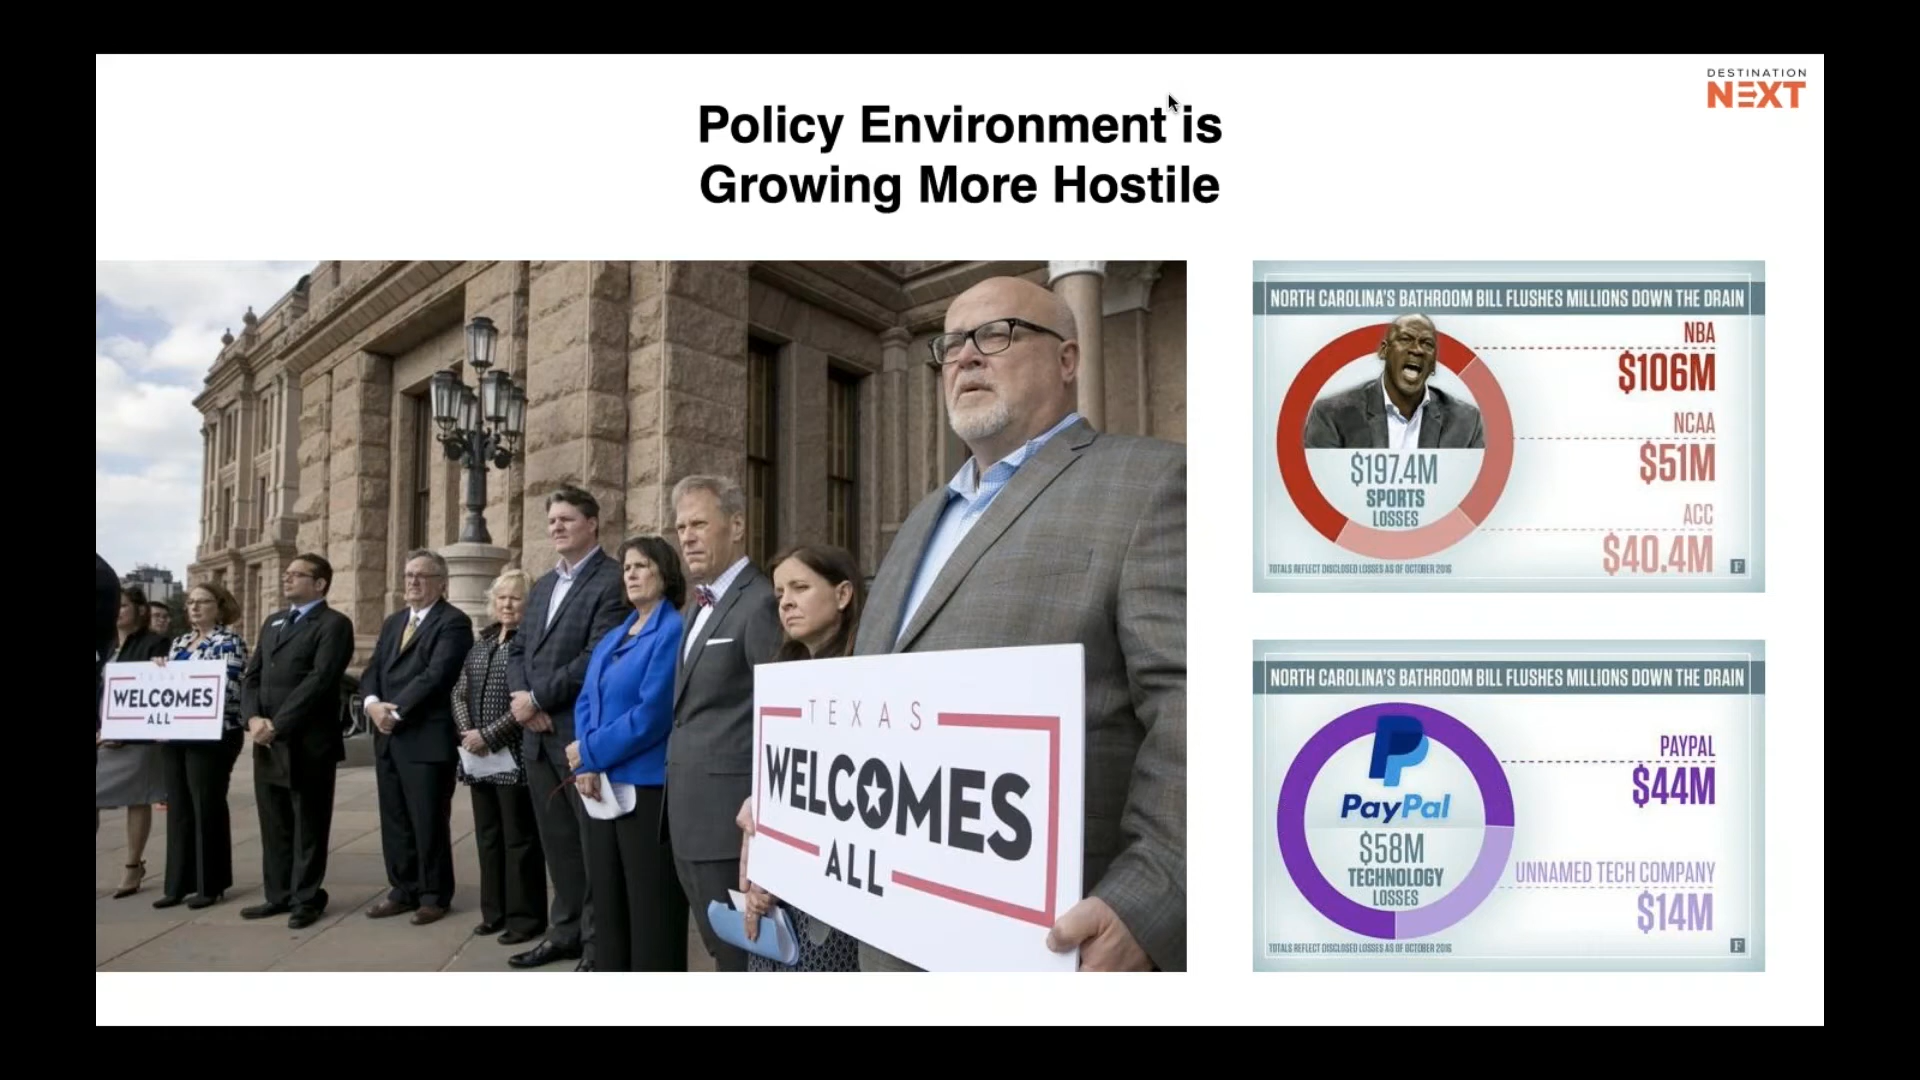 DESTINATION
NEXT
Policy Environment is
Growing More Hostile
TEXAS
WELCOMES
ALL
TEXAS
WELCOMES
ALL
NORTH CAROLINA'S BATHROOM BILL FLUSHES MILLIONS DOWN THE DRAIN
NBA
$106M
NCAA
$51M
ACC
$40.4M
$197.4M
SPORTS
LOSSES
TOTALS REFLECT DISCLOSED LOSSES AS OF OCTOBER 2016
F
NORTH CAROLINA'S BATHROOM BILL FLUSHES MILLIONS DOWN THE DRAIN
PayPal
$58M
TECHNOLOGY
LOSSES
PAYPAL
$44M
UNNAMED TECH COMPANY
$14M
TOTALS REFLECT DISCLOSED LOSSES AS OF OCTOBER 2016
F